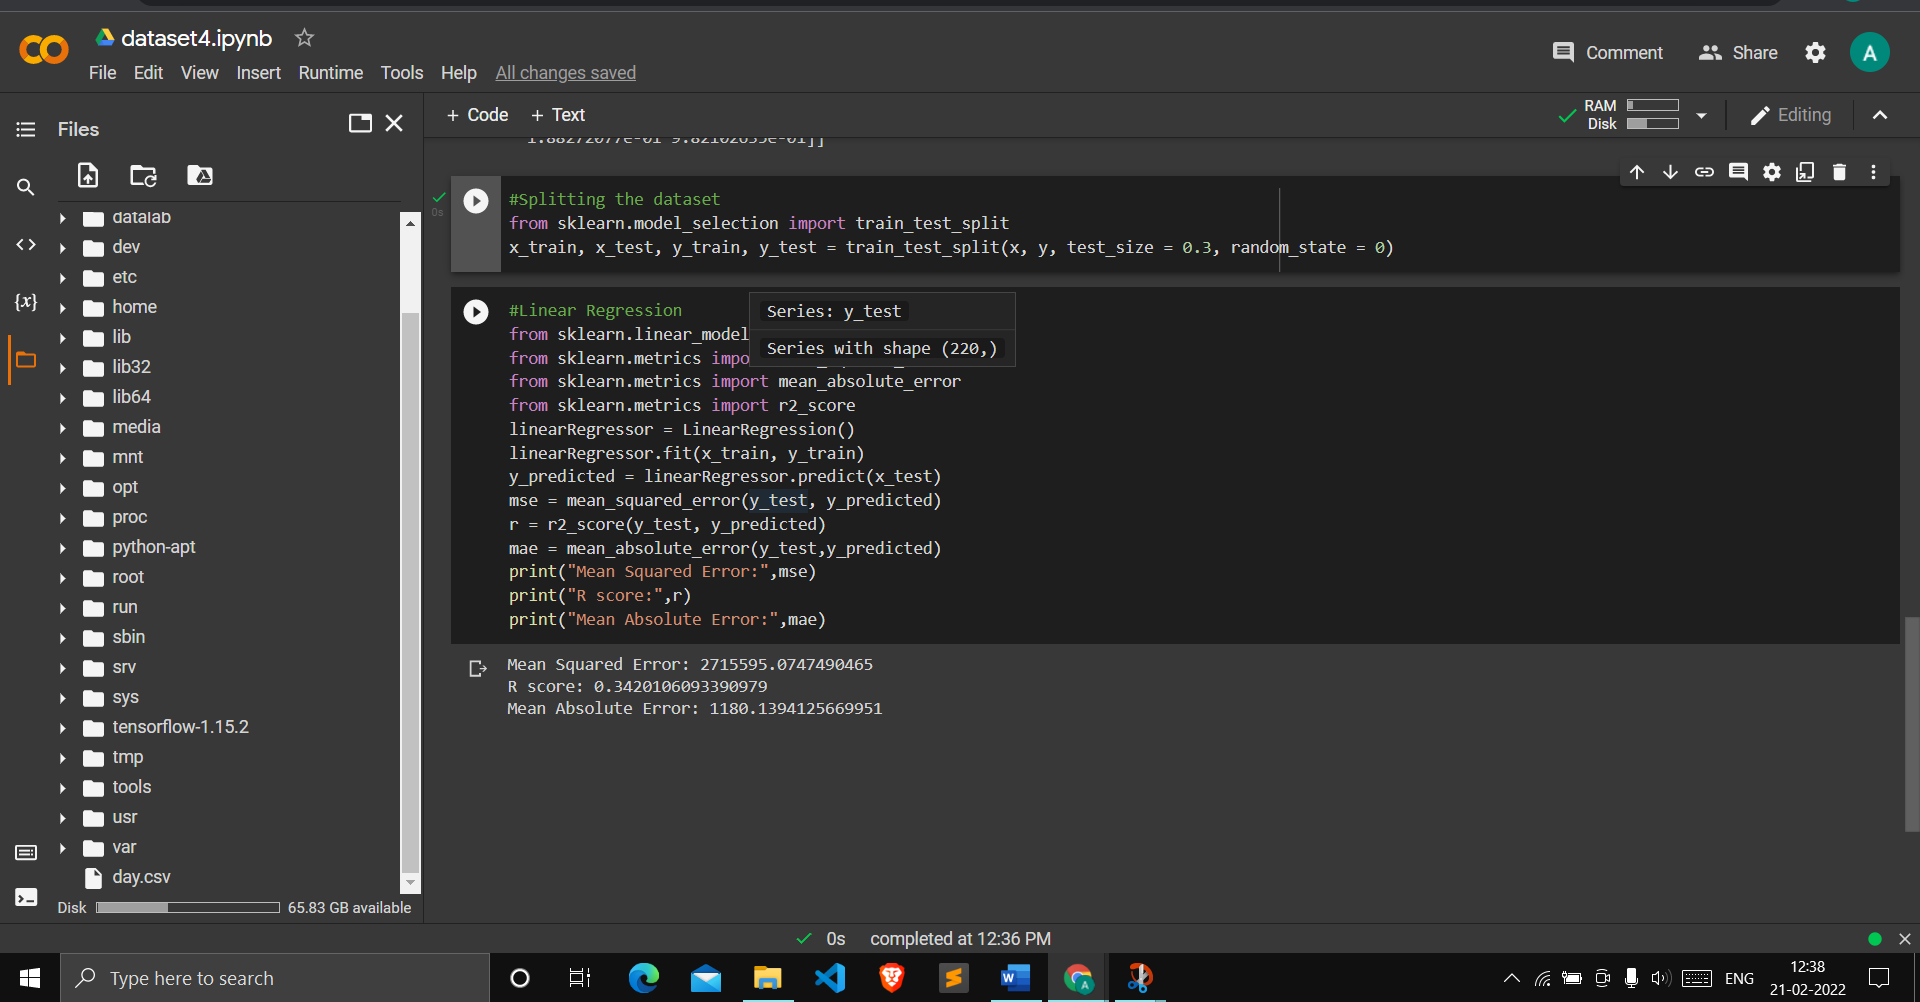 dataset4.ipynb
Comment
Share
A
File Edit View Insert Runtime Tools Help All changes saved
Files
+ Code + Text
RAM
Disk
Editing
datalab
dev
etc
home
lib
lib32
lib64
media
mnt
opt
proc
python-apt
root
run
sbin
srv
sys
tensorflow-1.15.2
tmp
tools
usr
var
day.csv
Disk 65.83 GB available
{x}
1.88272077e-01 9.82102655e-01]]
0s
#Splitting the dataset
from sklearn.model_selection import train_test_split
x_train, x_test, y_train, y_test = train_test_split(x, y, test_size = 0.3, random_state = 0)
#Linear Regression
Series: y_test
from sklearn.linear_model
Series with shape (220,)
from sklearn.metrics impo
from sklearn.metrics import mean_absolute_error
from sklearn.metrics import r2_score
linearRegressor = LinearRegression()
linearRegressor.fit(x_train, y_train)
y_predicted = linearRegressor.predict(x_test)
mse = mean_squared_error(y_test, y_predicted)
r = r2_score(y_test, y_predicted)
mae = mean_absolute_error(y_test,y_predicted)
print("Mean Squared Error:",mse)
print("R score:",r)
print("Mean Absolute Error:",mae)
Mean Squared Error: 2715595.0747490465
R score: 0.3420106093390979
Mean Absolute Error: 1180.1394125669951
0s completed at 12:36 PM
Type here to search
ENG
12:38
21-02-2022